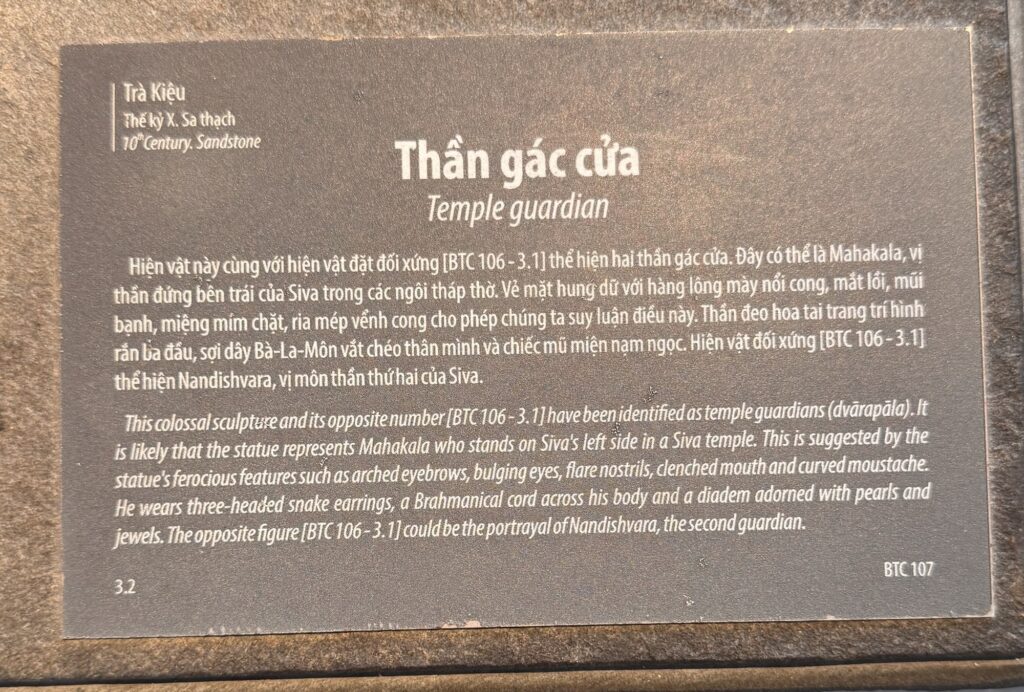 Trà Kiệu
Thế kỷ X. Sa thạch
10th Century. Sandstone
Thần gác cửa
Temple guardian
Hiện vật này cùng với hiện vật đặt đối xứng [BTC 106 - 3.1] thể hiện hai thần gác cửa. Đây có thể là Mahakala, vị
thần đứng bên trái của Siva trong các ngôi tháp thờ. Vẻ mặt hung dữ với hàng lông mày nổi cong, mắt lồi, mũi
bạnh, miệng mím chặt, ria mép vểnh cong cho phép chúng ta suy luận điều này. Thần đeo hoa tai trang trí hình
rắn ba đầu, sợi dây Bà-La-Môn vắt chéo thân mình và chiếc mũ miện nạm ngọc. Hiện vật đối xứng [BTC 106 - 3.1]
thể hiện Nandishvara, vị môn thần thứ hai của Siva.
This colossal sculpture and its opposite number [BTC 106 - 3.1] have been identified as temple guardians (dvārapāla). It
is likely that the statue represents Mahakala who stands on Siva's left side in a Siva temple. This is suggested by the
statue's ferocious features such as arched eyebrows, bulging eyes, flare nostrils, clenched mouth and curved moustache.
He wears three-headed snake earrings, a Brahmanical cord across his body and a diadem adorned with pearls and
jewels. The opposite figure [BTC 106 - 3.1] could be the portrayal of Nandishvara, the second guardian.
3.2
BTC 107